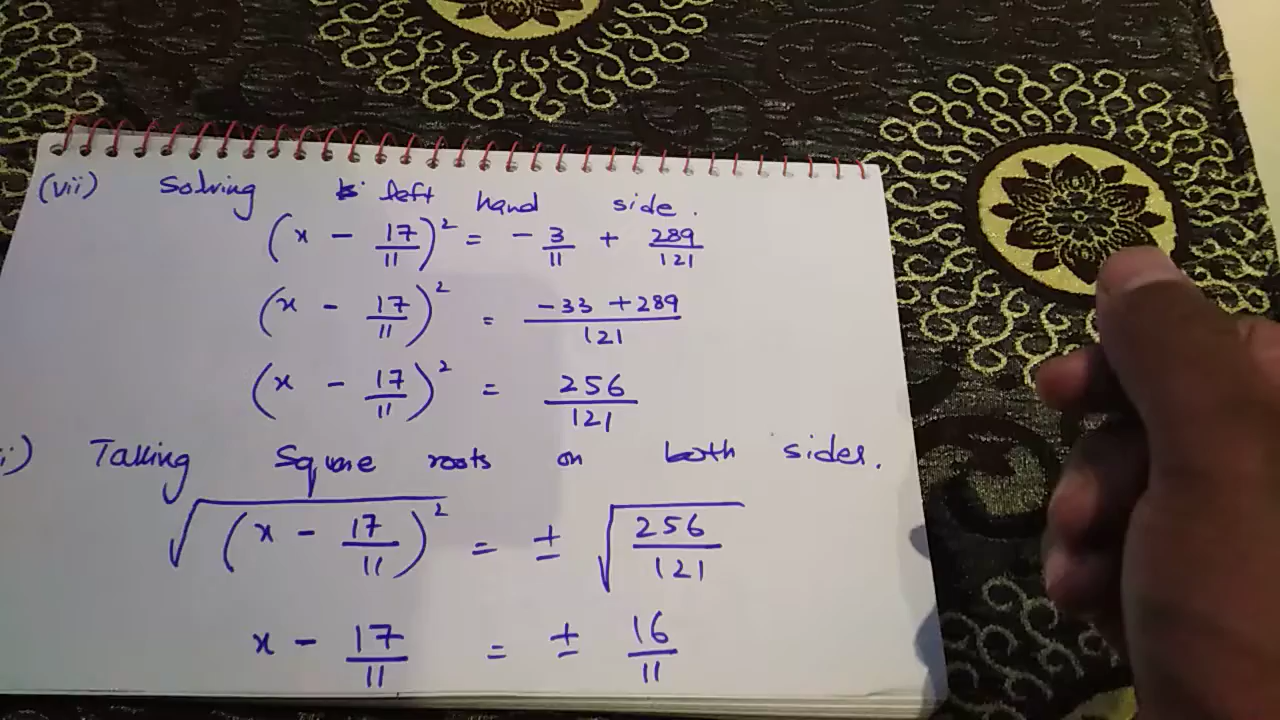 (vii) Solving left hand side.
(x - 17/11)² = - 3/11 + 289/121
(x - 17/11)² = -33 +289/121
(x - 17/11)² = 256/121
i) Taking Square roots on both sides.
√(x - 17/11)² = ± √256/121
x - 17/11 = ± 16/11